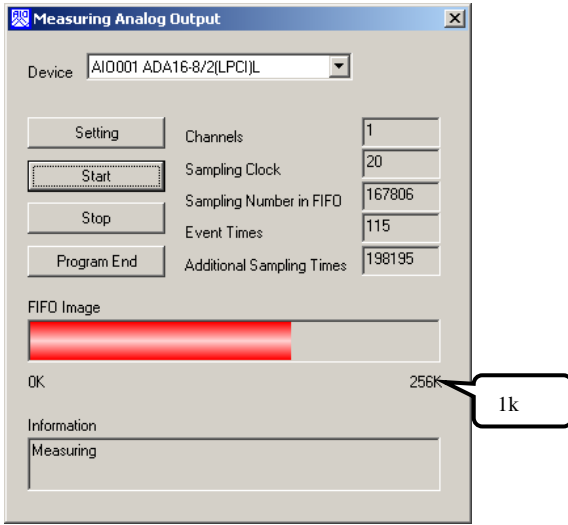 Measuring Analog Output
Device AIO001 ADA16-8/2(LPCI)L
Setting
Start
Stop
Program End
Channels 1
Sampling Clock 20
Sampling Number in FIFO 167806
Event Times 115
Additional Sampling Times 198195
FIFO Image
0K 256K
1k
Information
Measuring